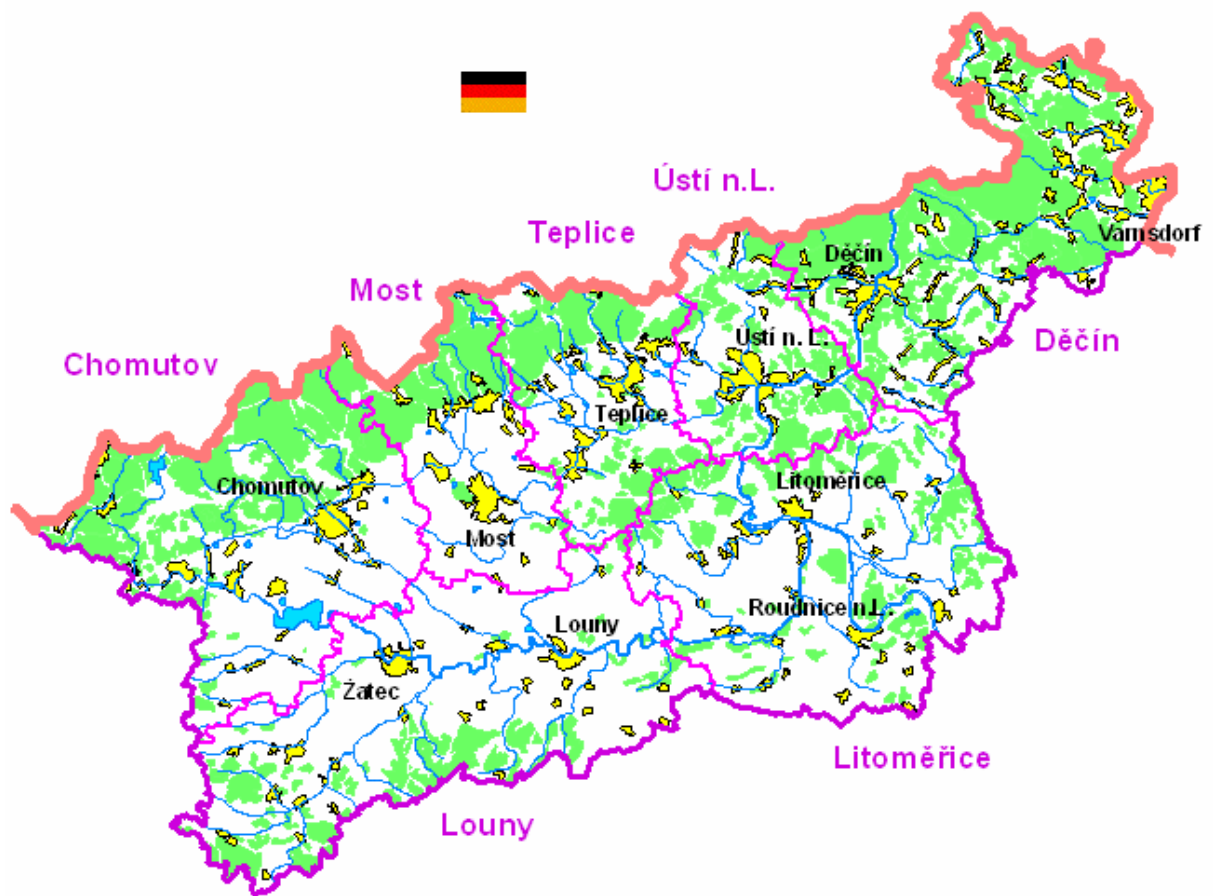 Ústí n.L.
Teplice
Varnsdorf
Děčín
Most
Ústí n. L.
Děčín
Chomutov
Teplice
Chomutov
Litoměřice
Most
Roudnice n.L.
Louny
Žatec
Litoměřice
Louny